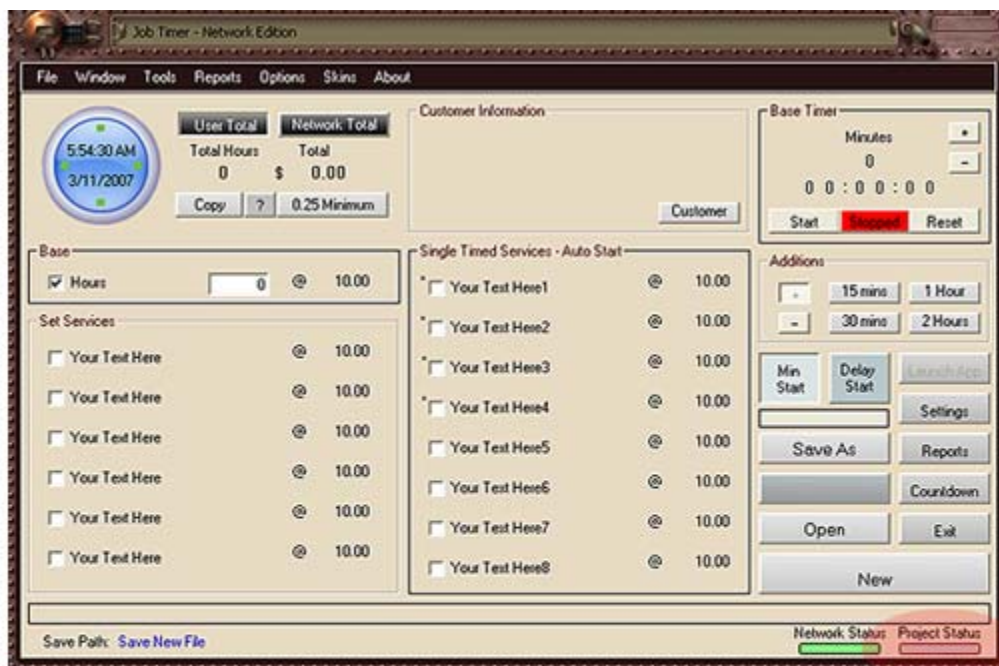 Job Timer - Network Edition
File Window Tools Reports Options Skins About
5:54:30 AM
3/11/2007
User Total Network Total
Total Hours Total
0 $ 0.00
Copy ? 0.25 Minimum
Customer Information
Customer
Base Timer
Minutes
0
00:00:00
+
-
Start Stopped Reset
Base
Hours 0 @ 10.00
Set Services
Your Text Here @ 10.00
Your Text Here @ 10.00
Your Text Here @ 10.00
Your Text Here @ 10.00
Your Text Here @ 10.00
Your Text Here @ 10.00
Single Timed Services - Auto Start
* Your Text Here1 @ 10.00
* Your Text Here2 @ 10.00
* Your Text Here3 @ 10.00
* Your Text Here4 @ 10.00
Your Text Here5 @ 10.00
Your Text Here6 @ 10.00
Your Text Here7 @ 10.00
Your Text Here8 @ 10.00
Additions
15 mins 1 Hour
- 30 mins 2 Hours
Min Start
Delay Start
Launch App
Settings
Save As Reports
Countdown
Open Exit
New
Save Path: Save New File
Network Status Project Status